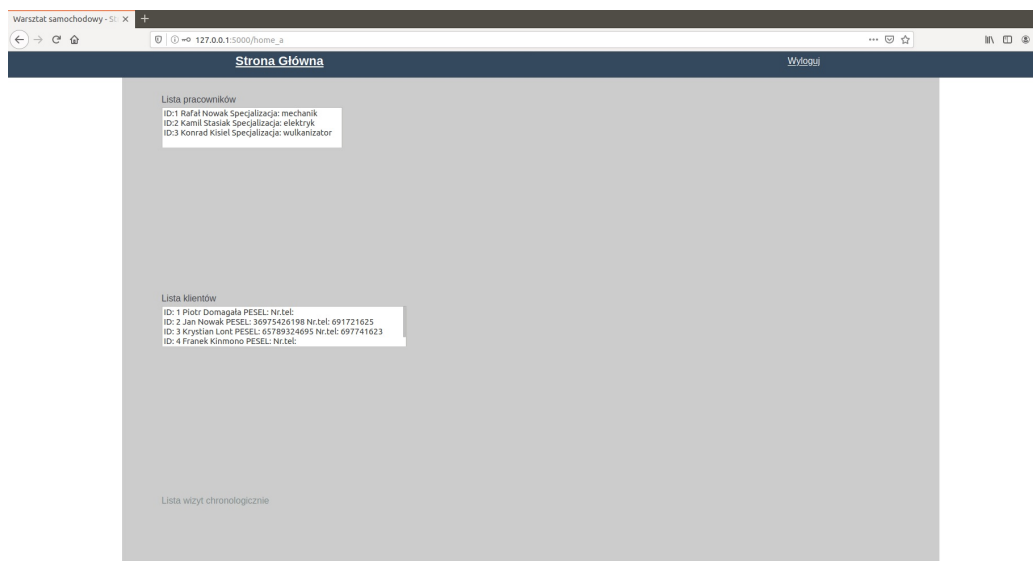 Warsztat samochodowy - St
127.0.0.1:5000/home_a
Strona Główna
Wyloguj
Lista pracowników
ID:1 Rafał Nowak Specjalizacja: mechanik
ID:2 Kamil Stasiak Specjalizacja: elektryk
ID:3 Konrad Kisiel Specjalizacja: wulkanizator
Lista klientów
ID: 1 Piotr Domagała PESEL: Nr.tel:
ID: 2 Jan Nowak PESEL: 36975426198 Nr.tel: 691721625
ID: 3 Krystian Lont PESEL: 65789324695 Nr.tel: 697741623
ID: 4 Franek Kinmono PESEL: Nr.tel:
Lista wizyt chronologicznie